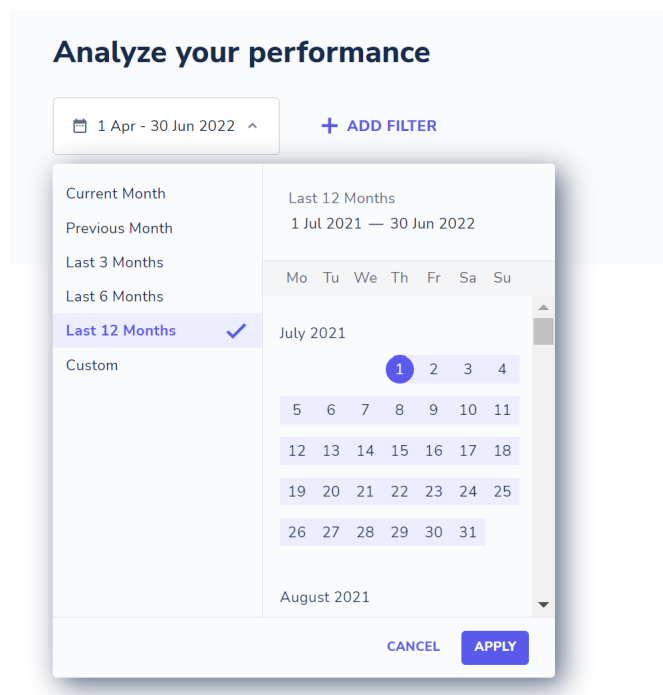 Analyze your performance
1 Apr - 30 Jun 2022
ADD FILTER
Current Month
Previous Month
Last 3 Months
Last 6 Months
Last 12 Months
Custom
Last 12 Months
1 Jul 2021 — 30 Jun 2022
Mo Tu We Th Fr Sa Su
July 2021
1 2 3 4
5 6 7 8 9 10 11
12 13 14 15 16 17 18
19 20 21 22 23 24 25
26 27 28 29 30 31
August 2021
CANCEL APPLY